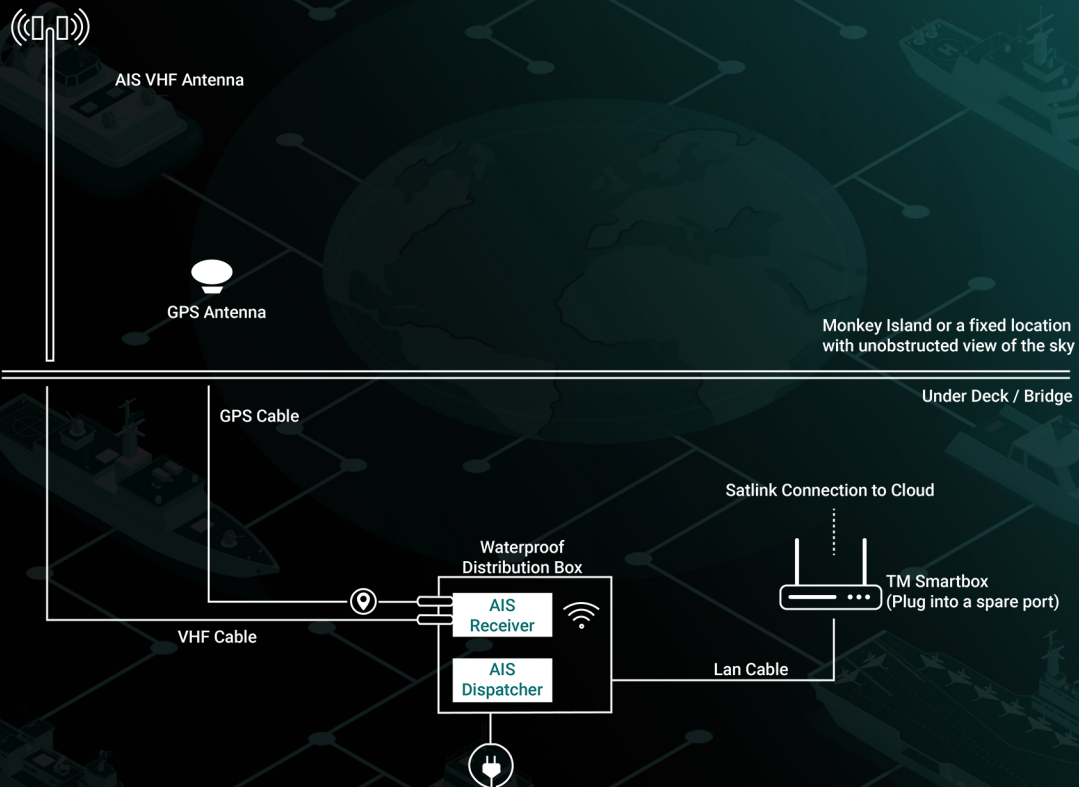 AIS VHF Antenna
GPS Antenna
Monkey Island or a fixed location
with unobstructed view of the sky
Under Deck / Bridge
GPS Cable
Satlink Connection to Cloud
Waterproof
Distribution Box
TM Smartbox
(Plug into a spare port)
AIS
Receiver
VHF Cable
AIS
Dispatcher
Lan Cable